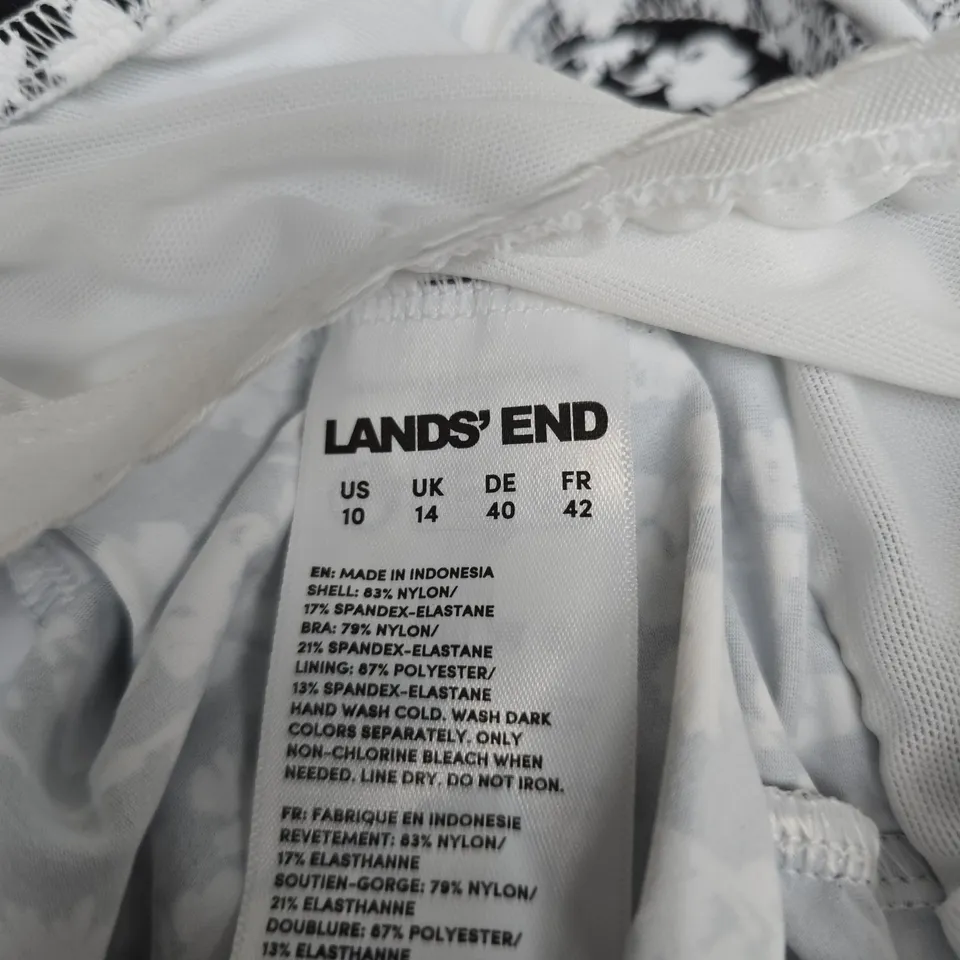 LANDS' END
US UK DE FR
10 14 40 42
EN: MADE IN INDONESIA
SHELL: 83% NYLON/
17% SPANDEX-ELASTANE
BRA: 79% NYLON/
21% SPANDEX-ELASTANE
LINING: 87% POLYESTER/
13% SPANDEX-ELASTANE
HAND WASH COLD. WASH DARK
COLORS SEPARATELY. ONLY
NON-CHLORINE BLEACH WHEN
NEEDED. LINE DRY. DO NOT IRON.
FR: FABRIQUE EN INDONESIE
REVETEMENT: 83% NYLON/
17% ELASTHANNE
SOUTIEN-GORGE: 79% NYLON/
21% ELASTHANNE
DOUBLURE: 87% POLYESTER/
13% ELASTHANNE